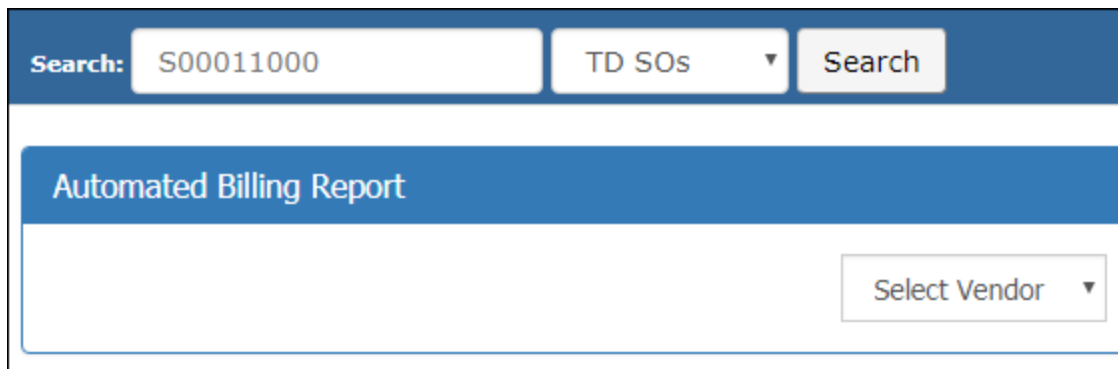 Search: S00011000 TD SOs Search
Automated Billing Report
Select Vendor